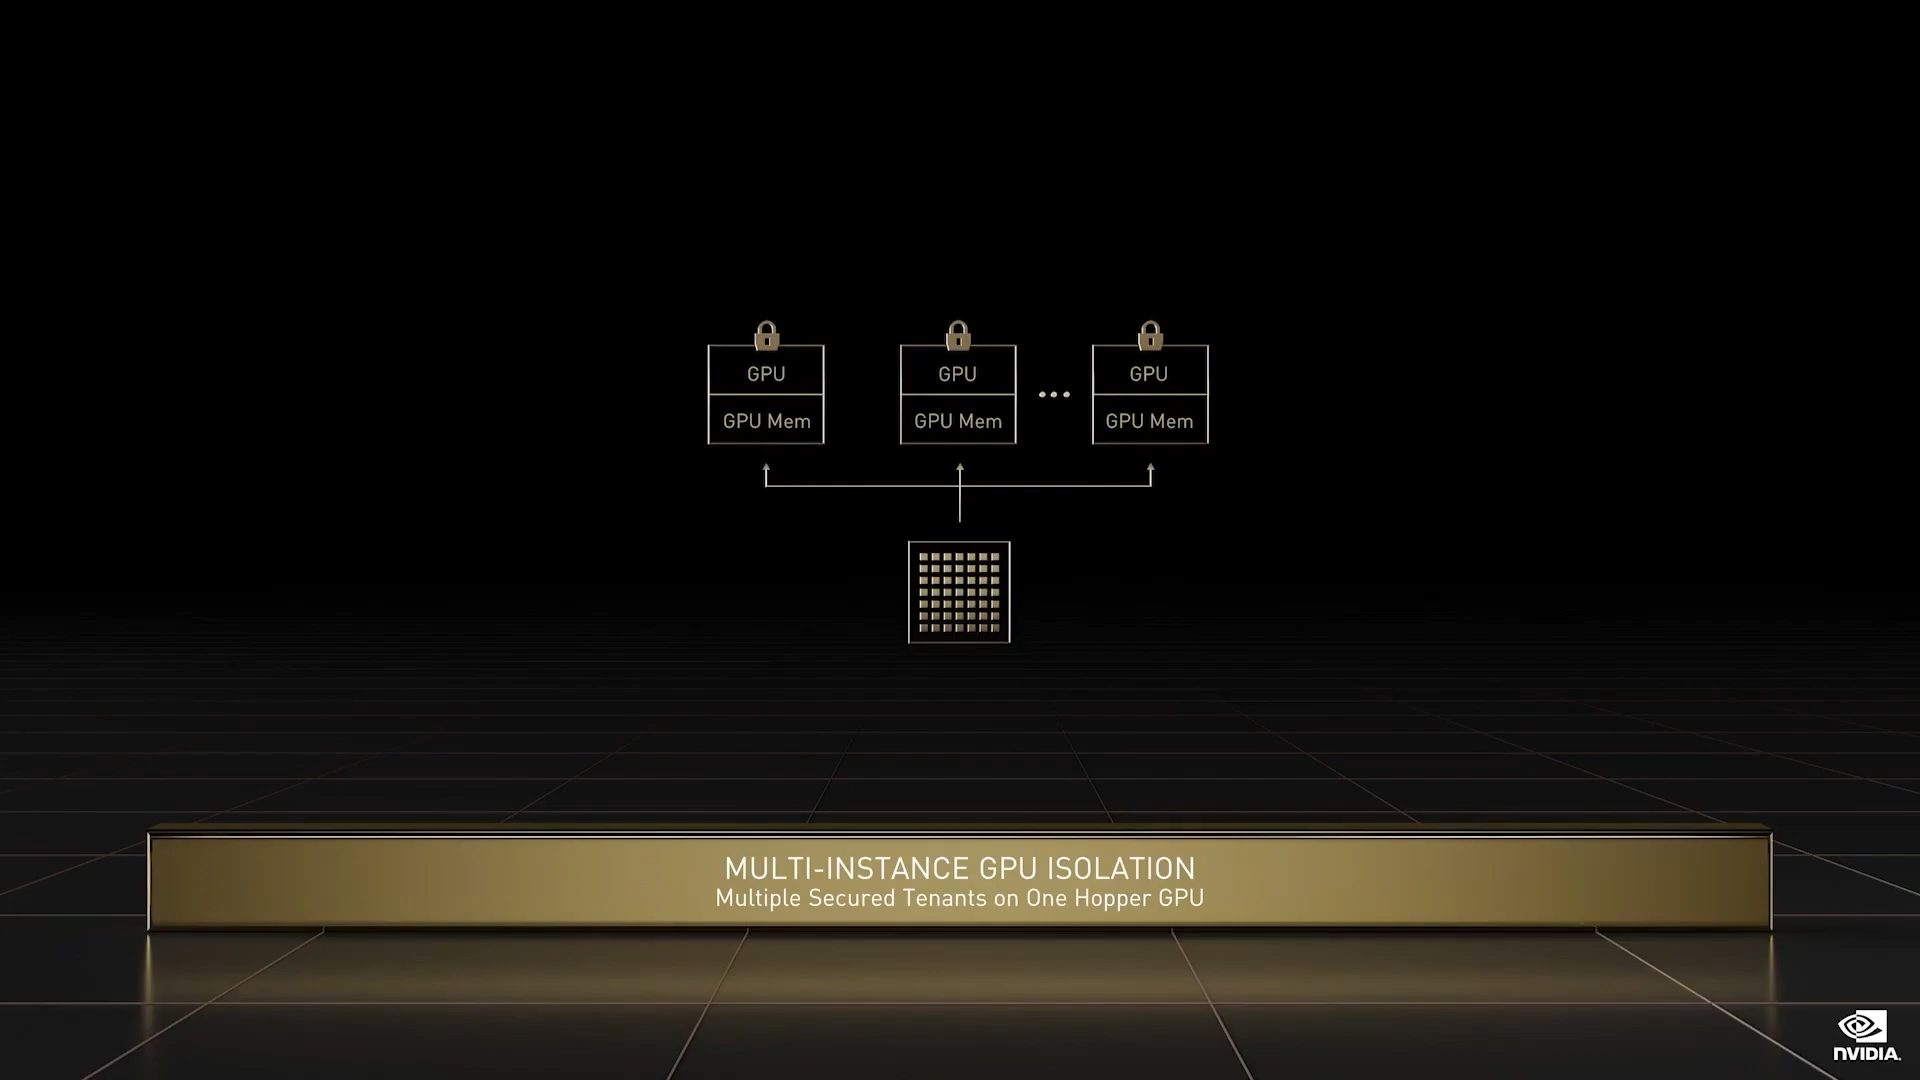 GPU
GPU Mem
GPU
GPU Mem
GPU
GPU Mem
MULTI-INSTANCE GPU ISOLATION
Multiple Secured Tenants on One Hopper GPU
NVIDIA.